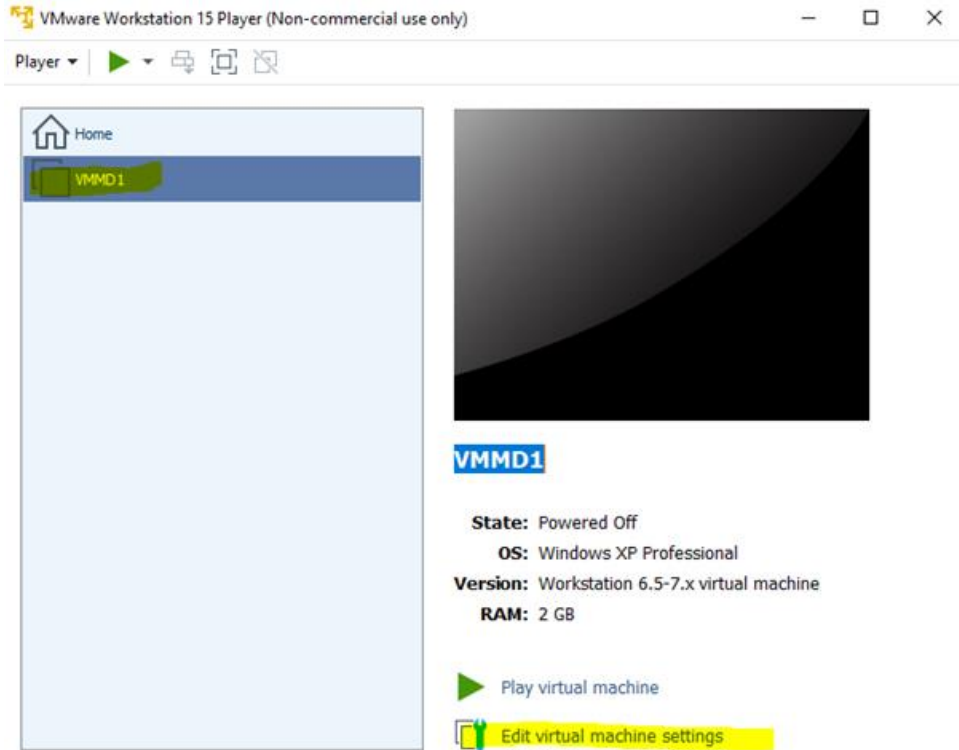 VMware Workstation 15 Player (Non-commercial use only)
Player
Home
VMMD1
VMMD1
State: Powered Off
OS: Windows XP Professional
Version: Workstation 6.5-7.x virtual machine
RAM: 2 GB
Play virtual machine
Edit virtual machine settings